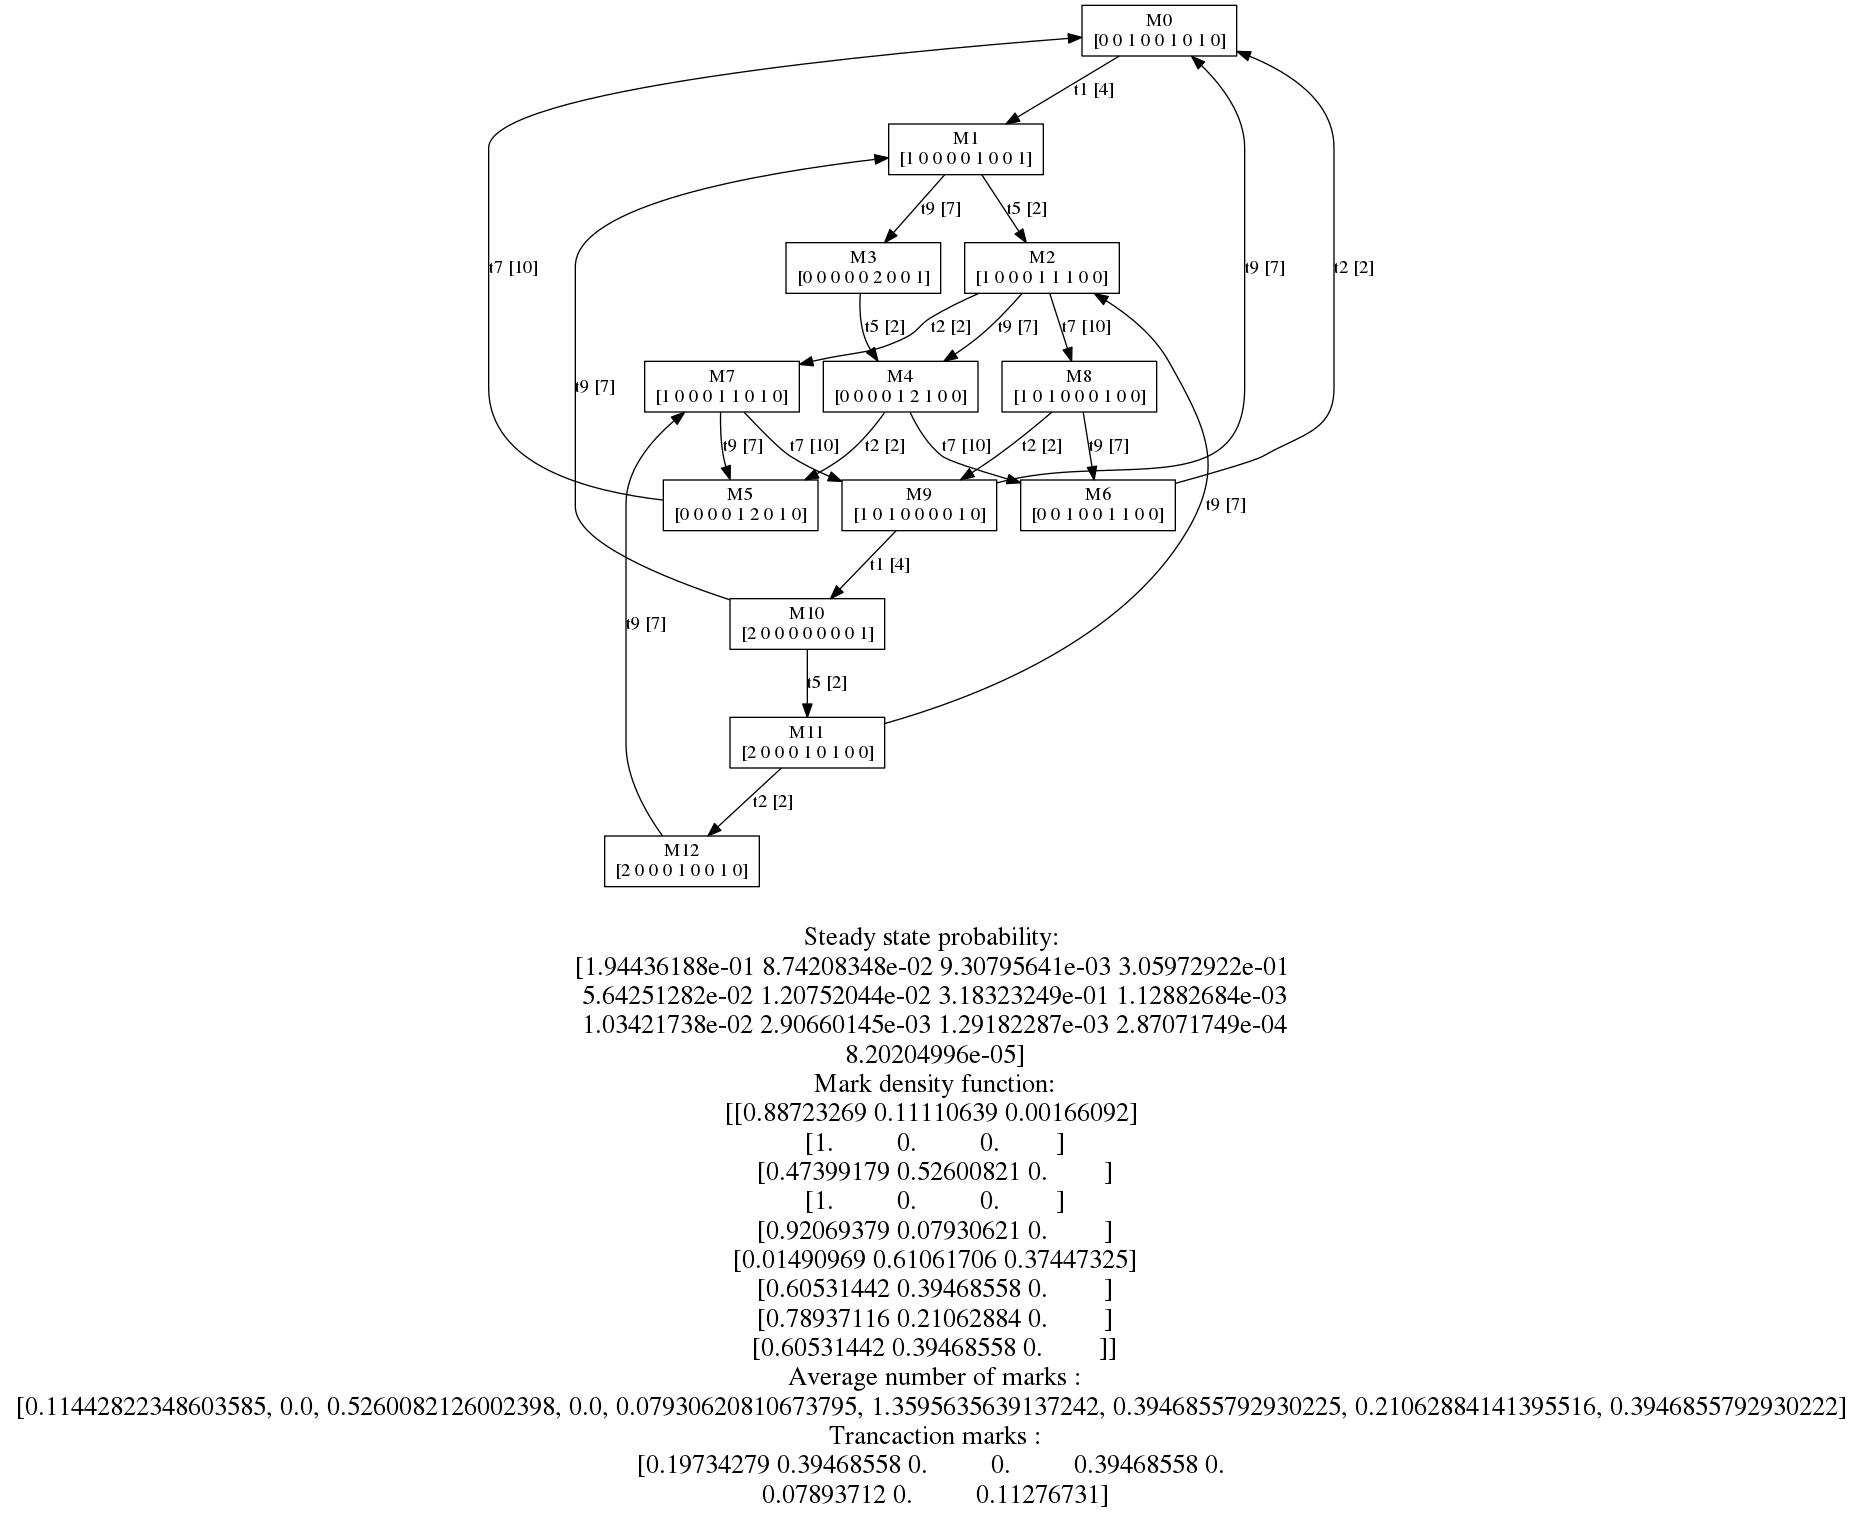 M0
[0 0 1 0 0 1 0 1 0]
t1 [4]
M1
[1 0 0 0 0 1 0 0 1]
t9 [7]
t5 [2]
M3
[0 0 0 0 0 2 0 0 1]
M2
[1 0 0 0 1 1 1 0 0]
t7 [10]
t9 [7]
t2 [2]
t5 [2]
t2 [2]
t9 [7]
t7 [10]
M7
[1 0 0 0 1 1 0 1 0]
M4
[0 0 0 0 1 2 1 0 0]
M8
[1 0 1 0 0 0 1 0 0]
t9 [7]
t9 [7]
t7 [10]
t2 [2]
t7 [10]
t2 [2]
t9 [7]
M5
[0 0 0 0 1 2 0 1 0]
M9
[1 0 1 0 0 0 0 1 0]
M6
[0 0 1 0 0 1 1 0 0]
t9 [7]
t1 [4]
M10
[2 0 0 0 0 0 0 0 1]
t9 [7]
t5 [2]
M11
[2 0 0 0 1 0 1 0 0]
t2 [2]
M12
[2 0 0 0 1 0 0 1 0]
Steady state probability:
[1.94436188e-01 8.74208348e-02 9.30795641e-03 3.05972922e-01
5.64251282e-02 1.20752044e-02 3.18323249e-01 1.12882684e-03
1.03421738e-02 2.90660145e-03 1.29182287e-03 2.87071749e-04
8.20204996e-05]
Mark density function:
[[0.88723269 0.11110639 0.00166092]
[1. 0. 0. ]
[0.47399179 0.52600821 0. ]
[1. 0. 0. ]
[0.92069379 0.07930621 0. ]
[0.01490969 0.61061706 0.37447325]
[0.60531442 0.39468558 0. ]
[0.78937116 0.21062884 0. ]
[0.60531442 0.39468558 0. ]]
Average number of marks :
[0.11442822348603585, 0.0, 0.5260082126002398, 0.0, 0.07930620810673795, 1.3595635639137242, 0.3946855792930225, 0.21062884141395516, 0.3946855792930222]
Trancaction marks :
[0.19734279 0.39468558 0. 0. 0.39468558 0.
0.07893712 0. 0.11276731]